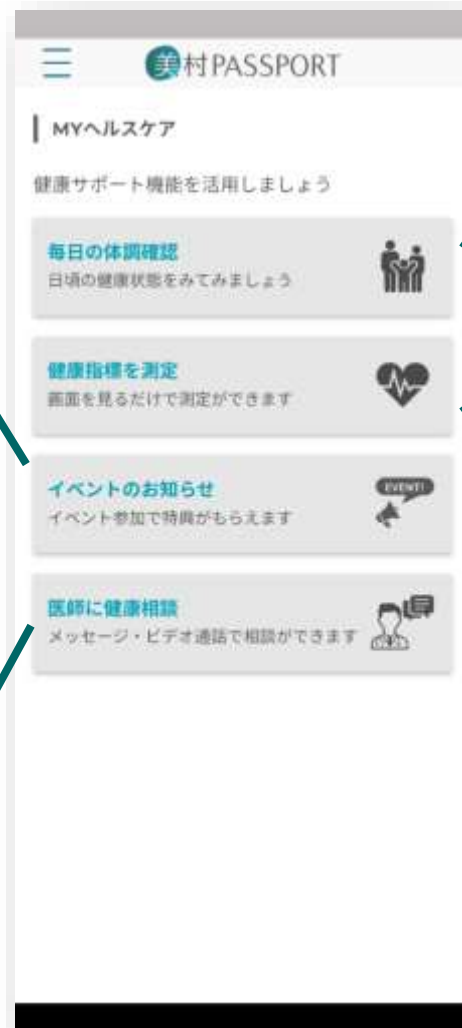 美村PASSPORT
MYヘルスケア
健康サポート機能を活用しましょう
毎日の体調確認
日頃の健康状態をみてみましょう
健康指標を測定
画面を見るだけで測定ができます
イベントのお知らせ
EVENT!
イベント参加で特典がもらえます
医師に健康相談
メッセージ・ビデオ通話で相談ができます